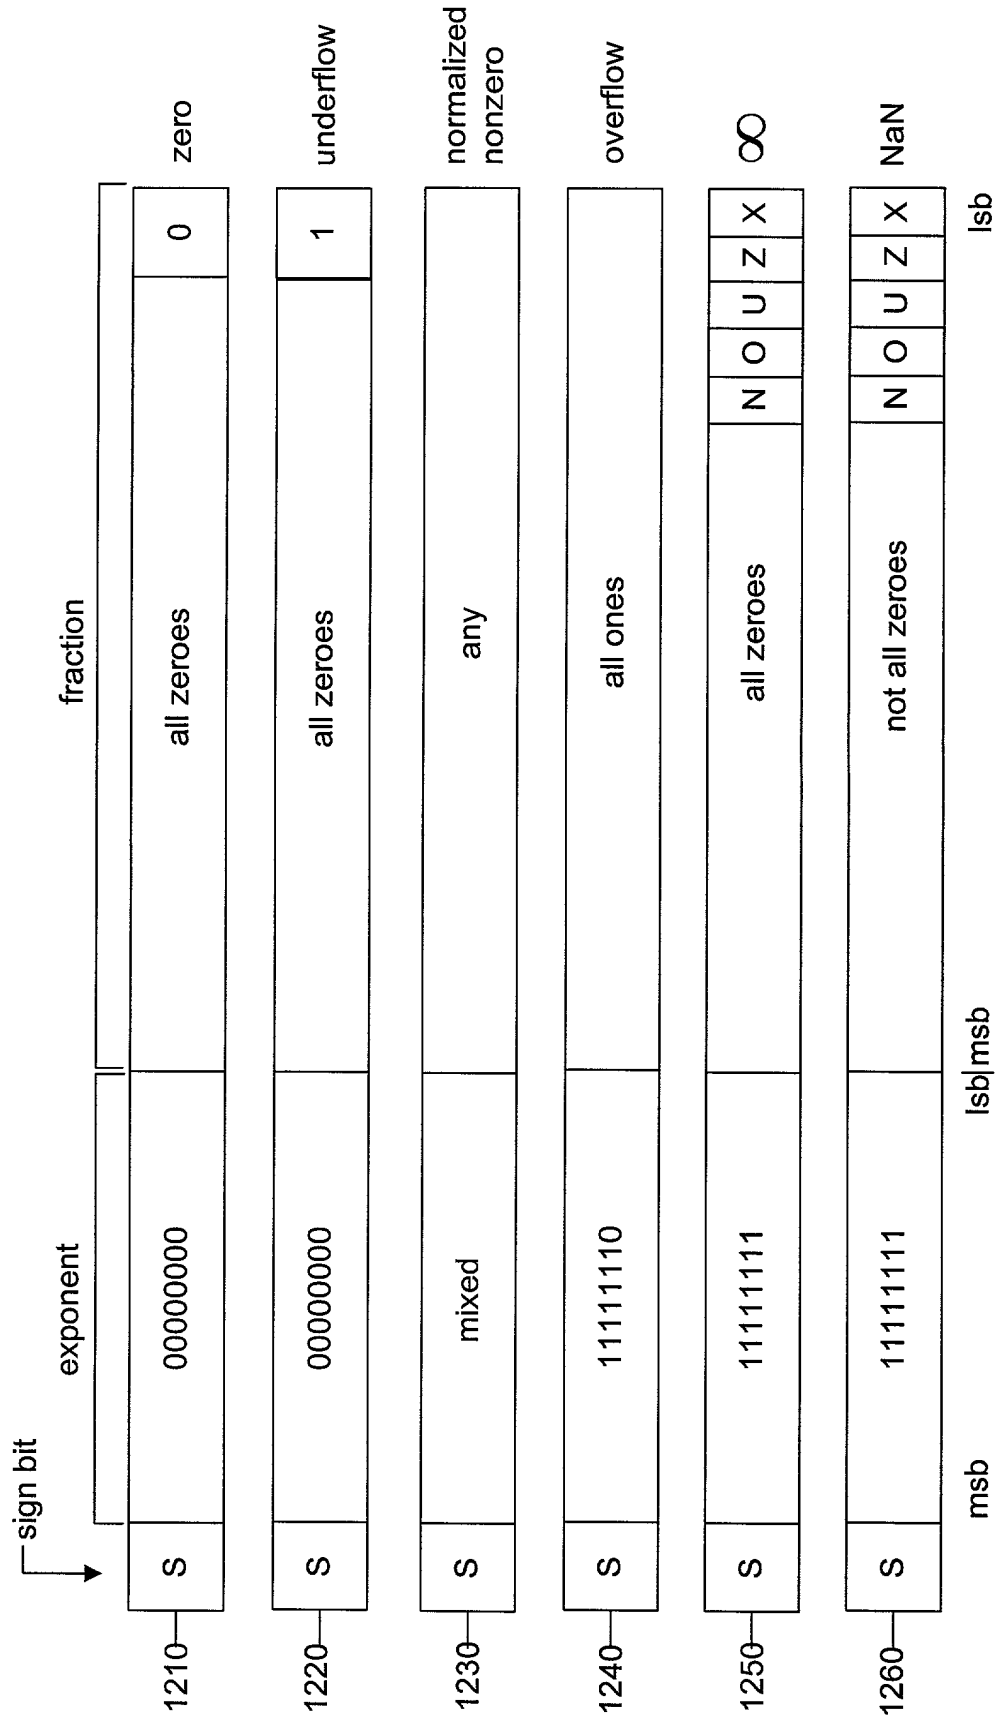 sign bit
exponent
fraction
1210 S 00000000 all zeroes 0 zero
1220 S 00000000 all zeroes 1 underflow
1230 S mixed any normalized
nonzero
1240 S 11111110 all ones overflow
1250 S 11111111 all zeroes N O U Z X ∞
1260 S 11111111 not all zeroes N O U Z X NaN
msb lsb|msb lsb